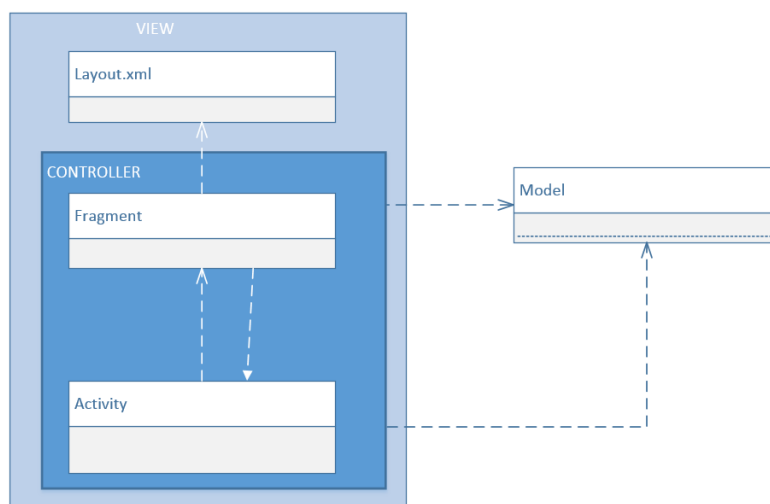 VIEW
Layout.xml
CONTROLLER
Fragment
Model
Activity